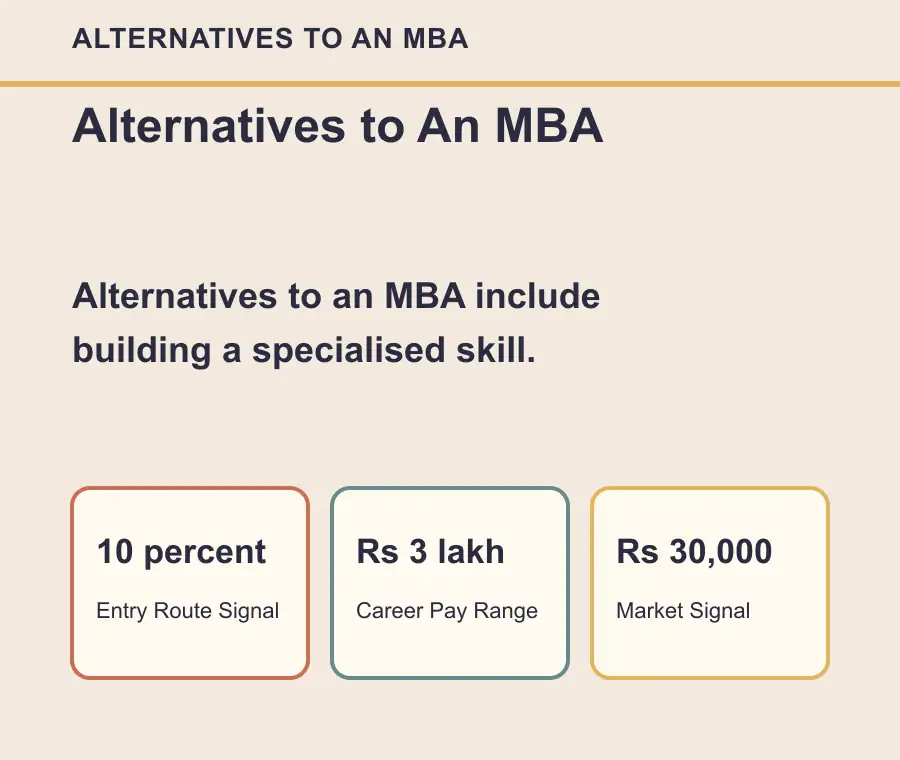 ALTERNATIVES TO AN MBA
Alternatives to An MBA
Alternatives to an MBA include
building a specialised skill.
10 percent
Entry Route Signal
Rs 3 lakh
Career Pay Range
Rs 30,000
Market Signal